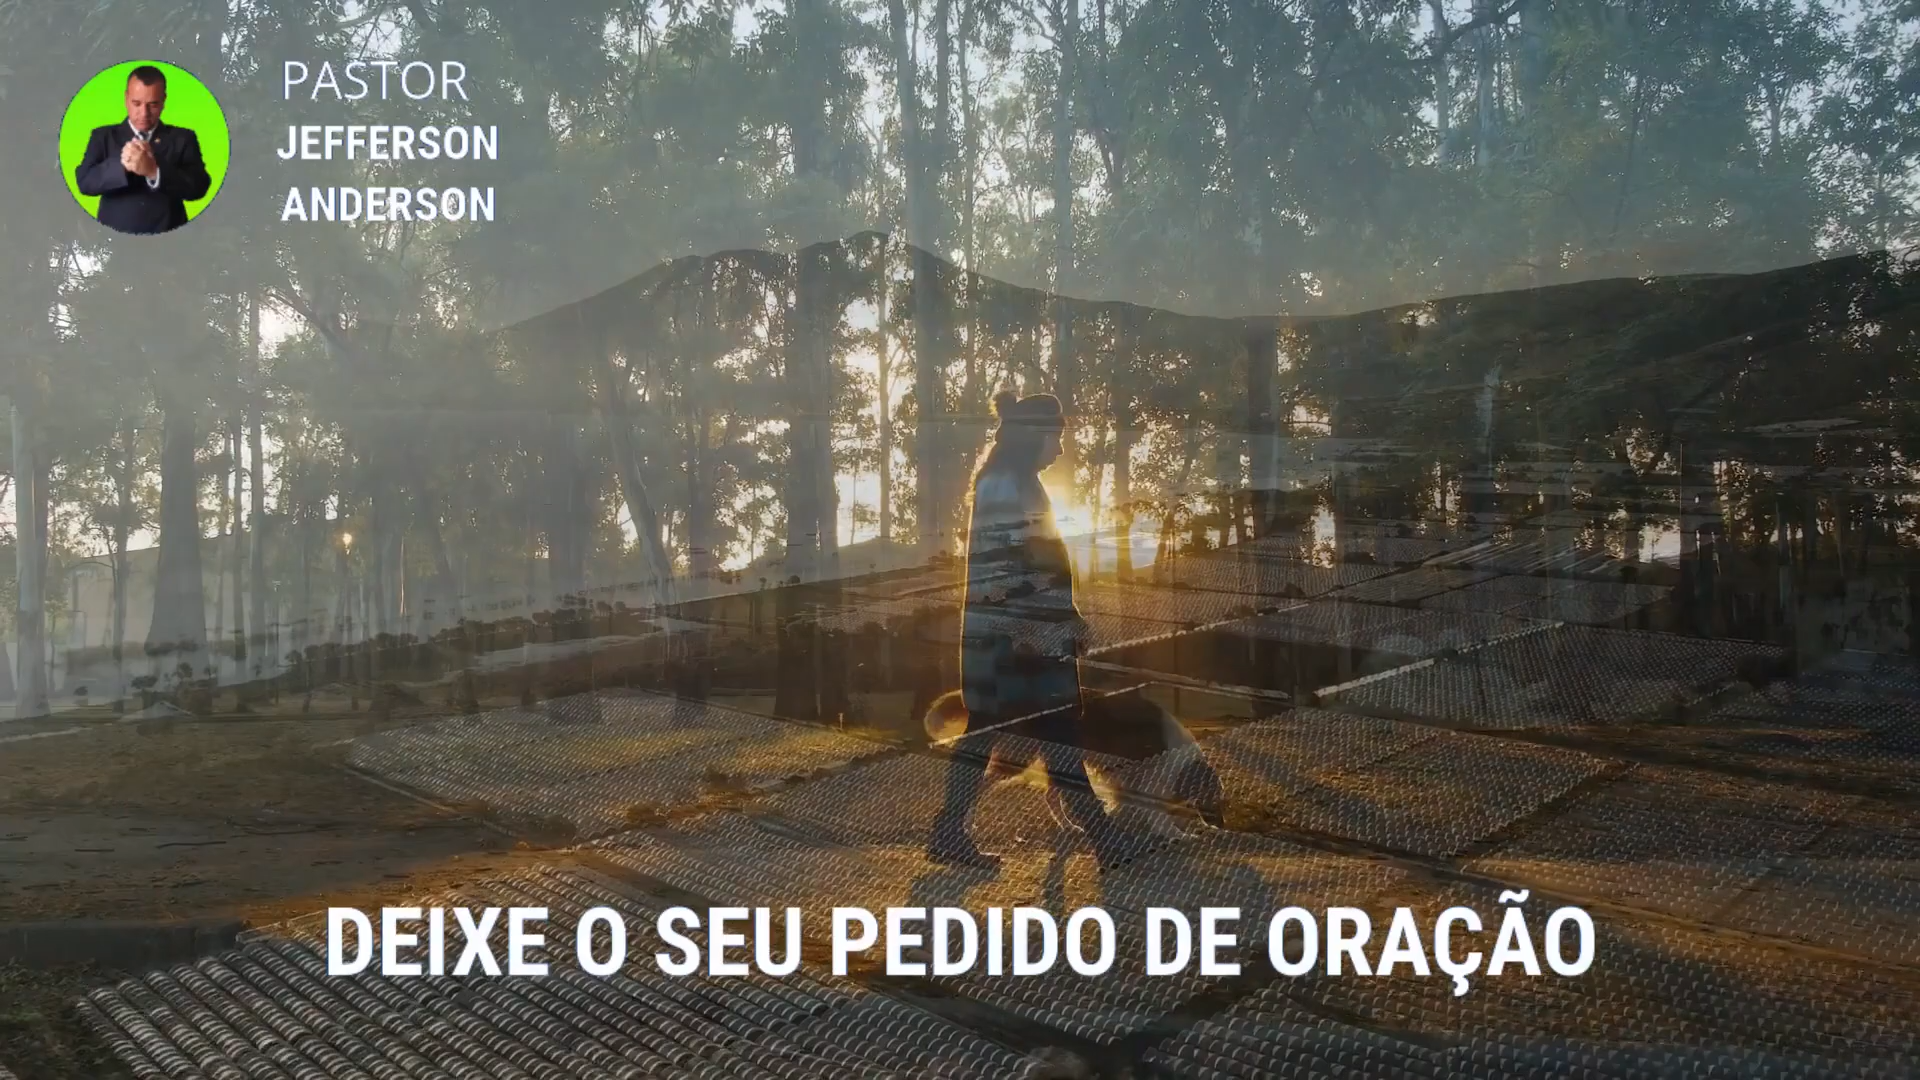 PASTOR
JEFFERSON
ANDERSON
DEIXE O SEU PEDIDO DE ORAÇÃO